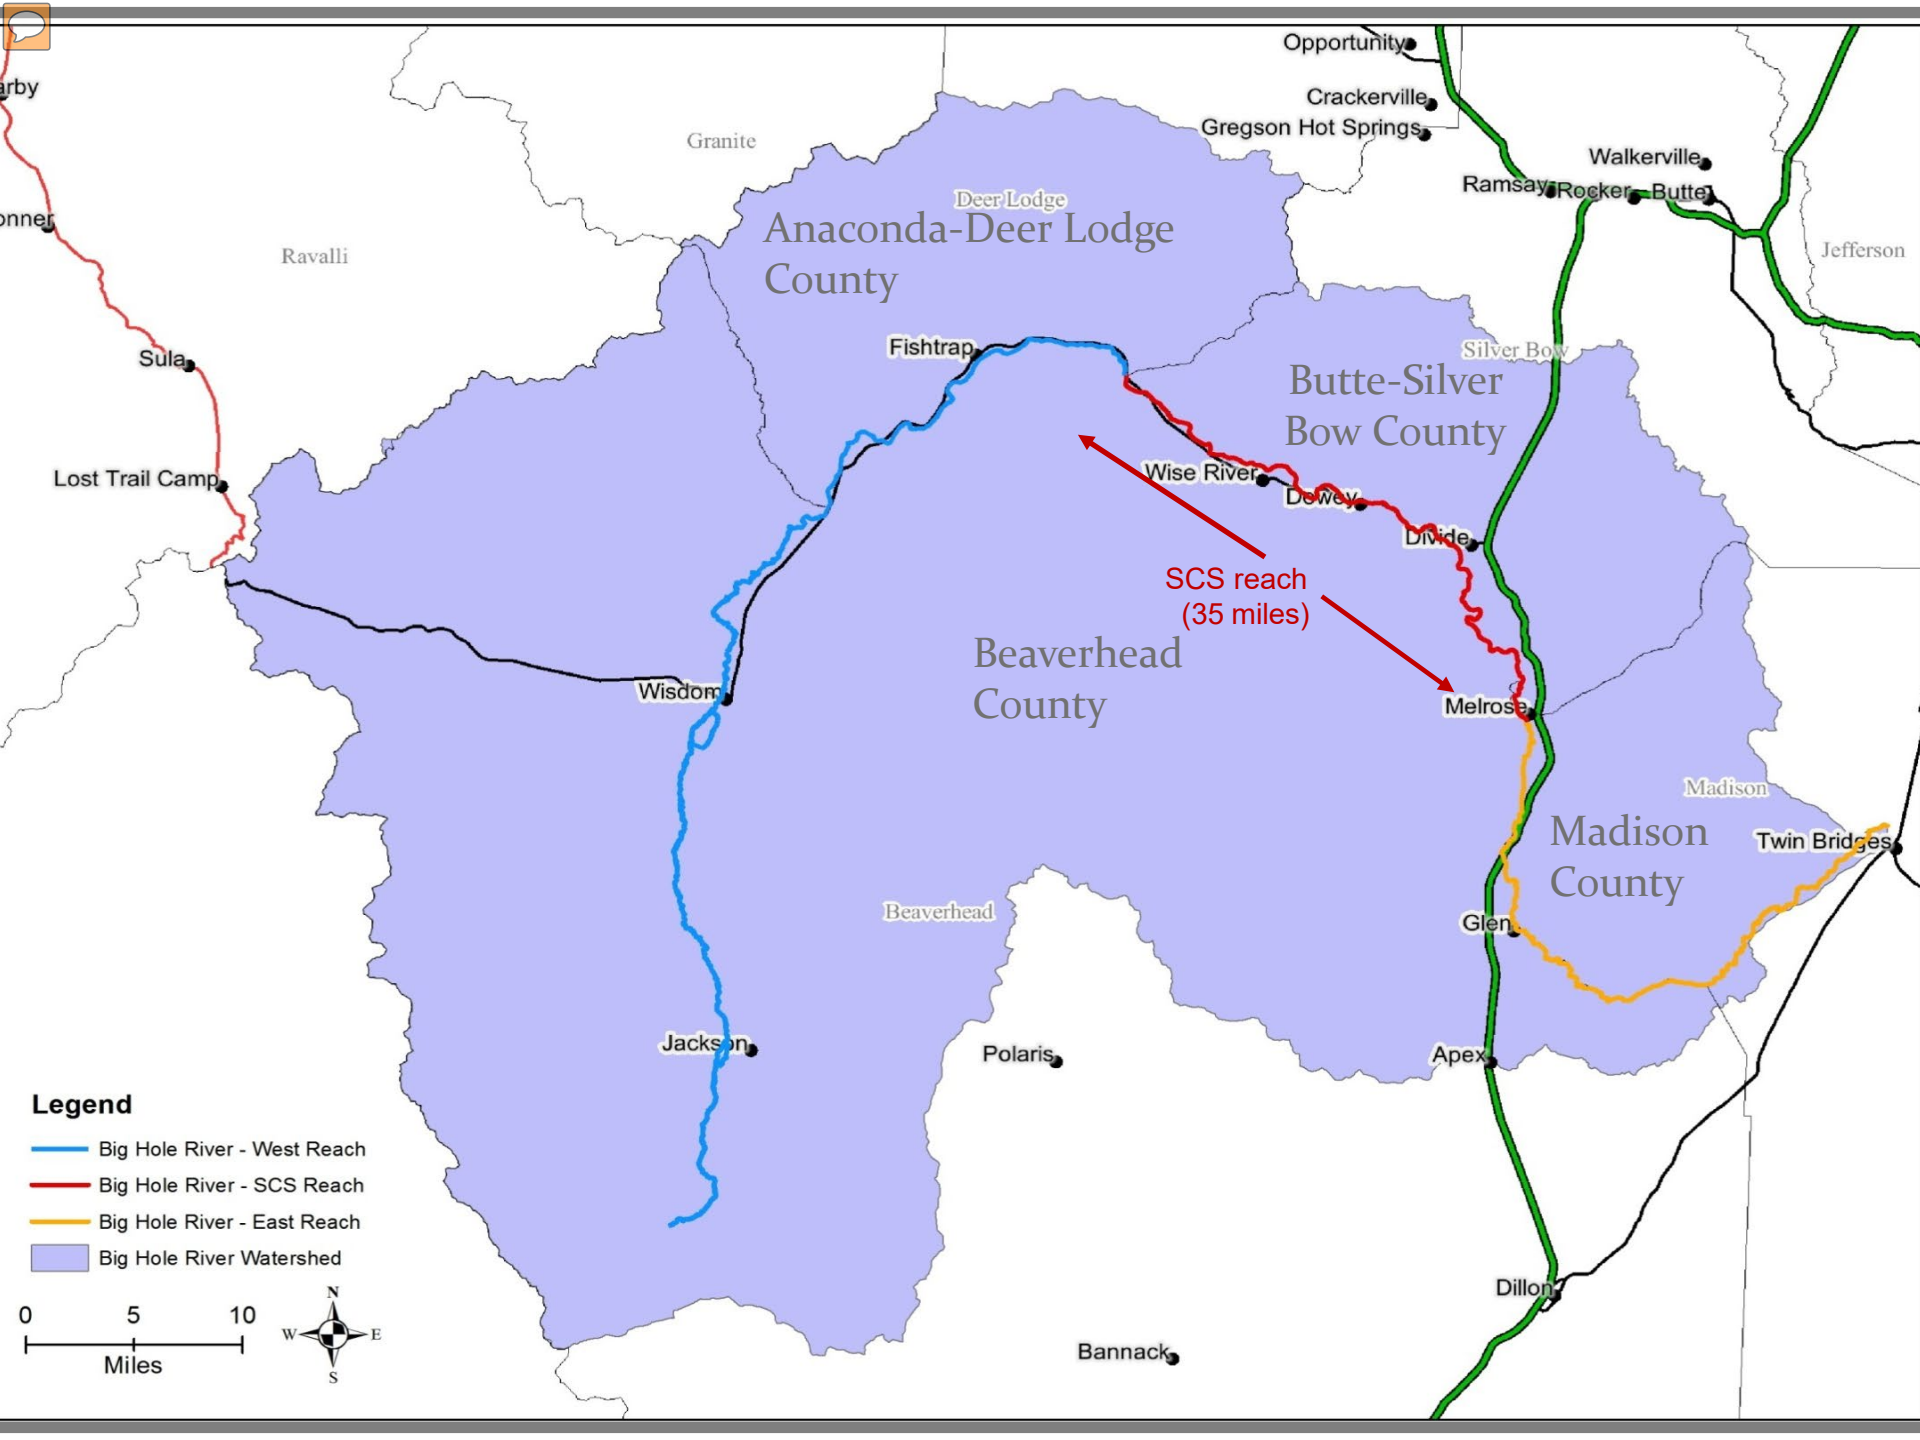 Opportunity
arby
Crackerville
Gregson Hot Springs
Granite
Walkerville
Ramsay
Rocker
Butte
Deer Lodge
Anaconda-Deer Lodge
County
onner
Ravalli
Jefferson
Sula
Fishtrap
Silver Bow
Butte-Silver
Bow County
Lost Trail Camp
Wise River
Dewey
Divide
SCS reach
(35 miles)
Beaverhead
County
Wisdom
Melrose
Madison
Madison
County
Twin Bridges
Beaverhead
Glen
Jackson
Polaris
Apex
Legend
Big Hole River - West Reach
Big Hole River - SCS Reach
Big Hole River - East Reach
Big Hole River Watershed
Dillon
N
W E
S
0 5 10
Miles
Bannack